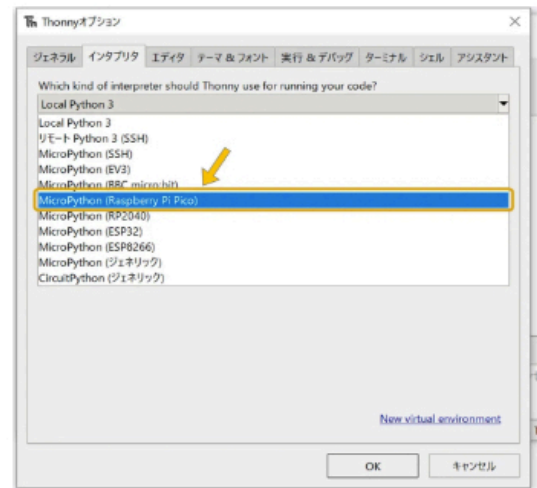 Thonnyオプション
ジェネラル インタプリタ エディタ テーマ & フォント 実行 & デバッグ ターミナル シェル アシスタント
Which kind of interpreter should Thonny use for running your code?
Local Python 3
Local Python 3
リモート Python 3 (SSH)
MicroPython (SSH)
MicroPython (EV3)
MicroPython (BBC micro:bit)
MicroPython (Raspberry Pi Pico)
MicroPython (RP2040)
MicroPython (ESP32)
MicroPython (ESP8266)
MicroPython (ジェネリック)
CircuitPython (ジェネリック)
New virtual environment
OK キャンセル